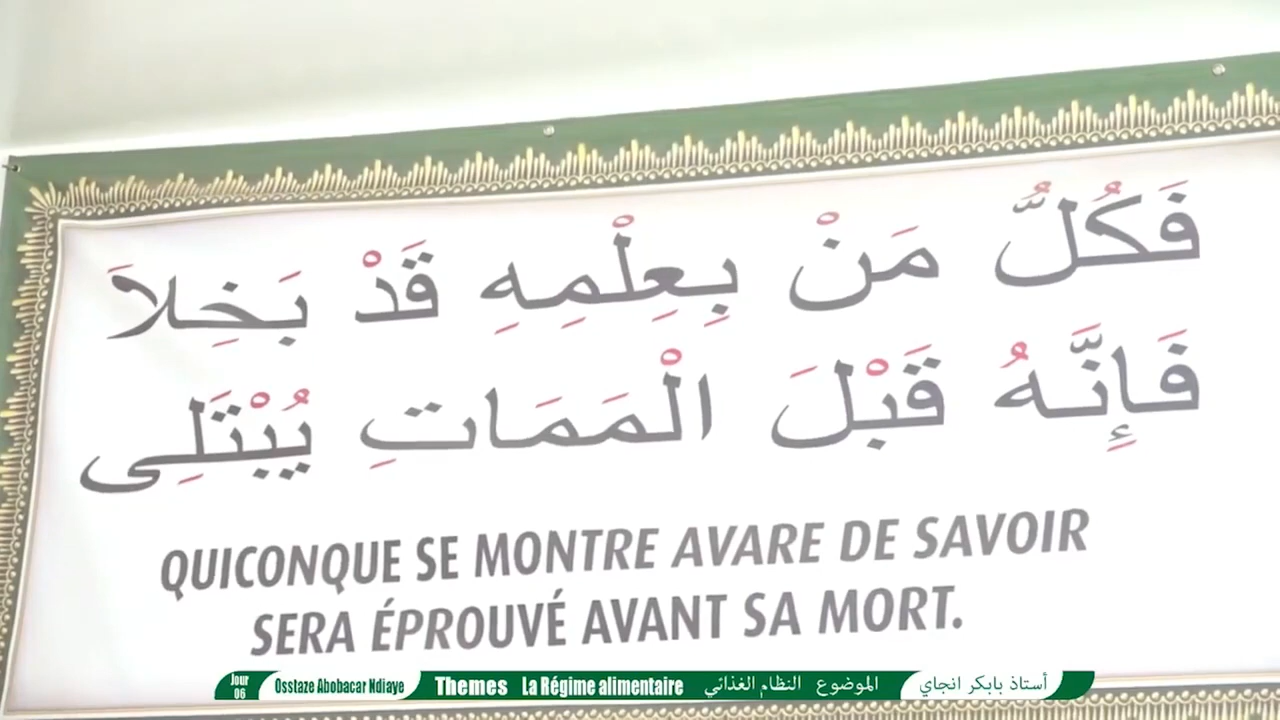 فَكُلُّ مَنْ بِعِلْمِهِ قَدْ بَخِلاَ
فَإِنَّهُ قَبْلَ الْمَمَاتِ يُبْتَلِى
QUICONQUE SE MONTRE AVARE DE SAVOIR
SERA ÉPROUVÉ AVANT SA MORT.
Jour 06 Osstaze Abobacar Ndiaye Themes La Régime alimentaire الموضوع النظام الغذائي أستاذ بابكر انجاي